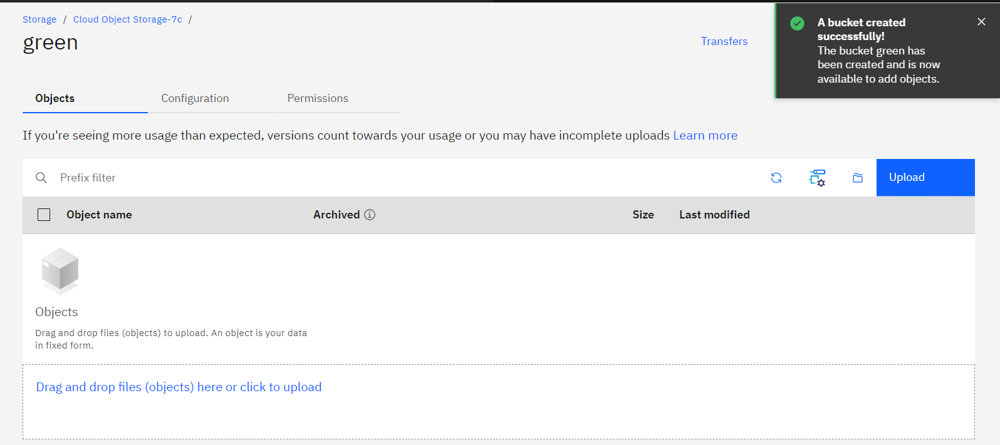 Storage / Cloud Object Storage-7c /
green
Transfers
A bucket created
successfully!
The bucket green has
been created and is now
available to add objects.
Objects Configuration Permissions
If you're seeing more usage than expected, versions count towards your usage or you may have incomplete uploads Learn more
Prefix filter
Upload
Object name Archived Size Last modified
Objects
Drag and drop files (objects) to upload. An object is your data
in fixed form.
Drag and drop files (objects) here or click to upload